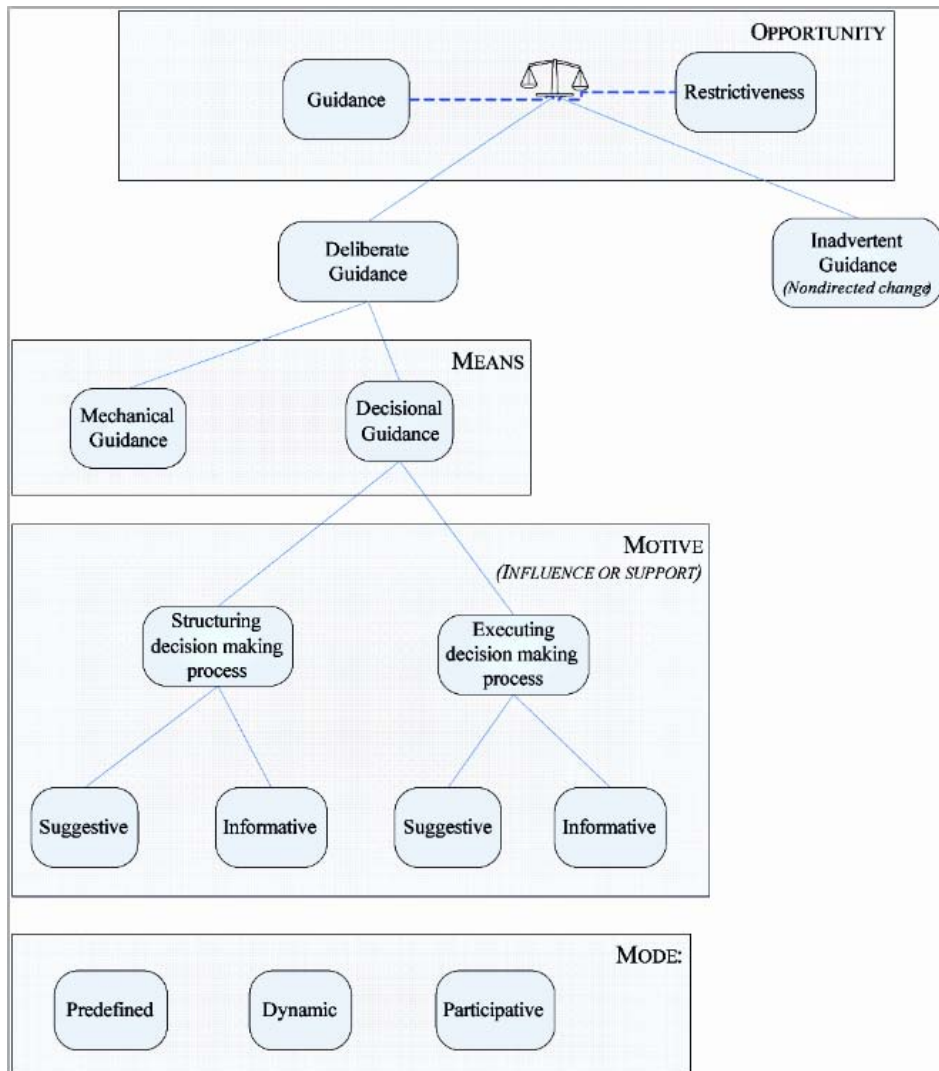 OPPORTUNITY
Guidance
Restrictiveness
Deliberate
Guidance
Inadvertent
Guidance
(Nondirected change)
MEANS
Mechanical
Guidance
Decisional
Guidance
MOTIVE
(INFLUENCE OR SUPPORT)
Structuring
decision making
process
Executing
decision making
process
Suggestive
Informative
Suggestive
Informative
MODE:
Predefined
Dynamic
Participative